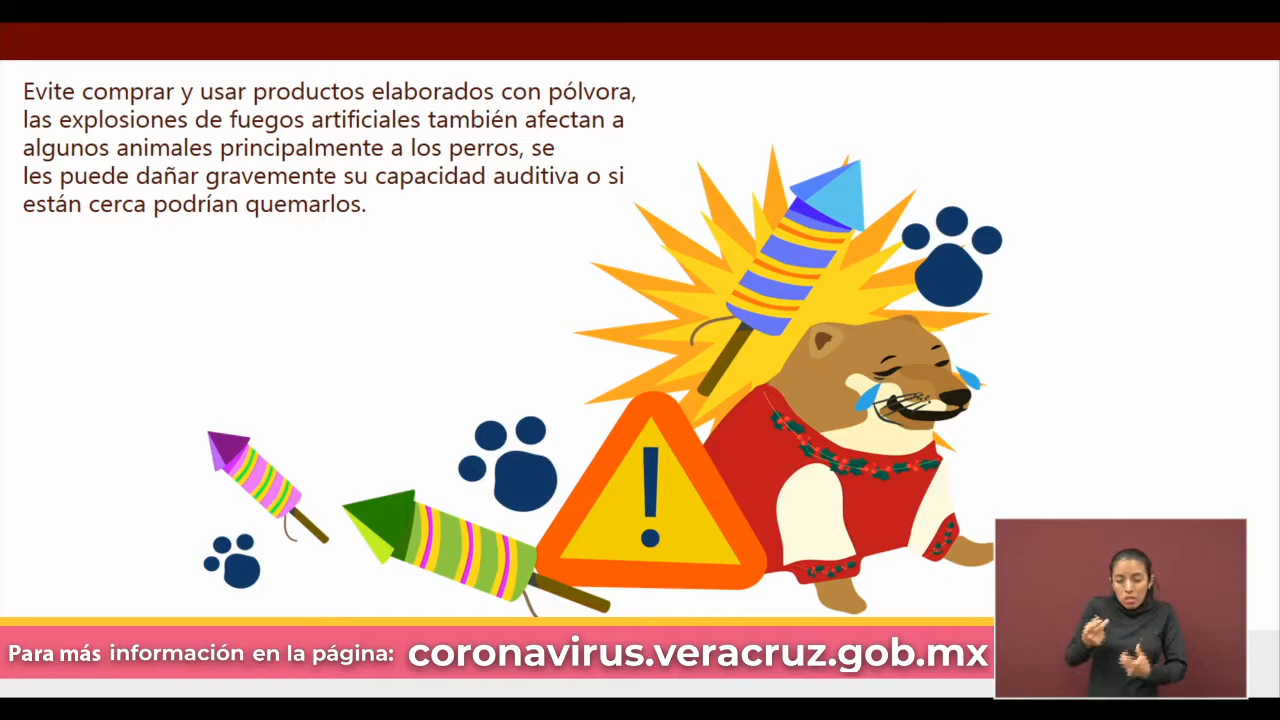 Evite comprar y usar productos elaborados con pólvora,
las explosiones de fuegos artificiales también afectan a
algunos animales principalmente a los perros, se
les puede dañar gravemente su capacidad auditiva o si
están cerca podrían quemarlos.
!
Para más información en la página: coronavirus.veracruz.gob.mx